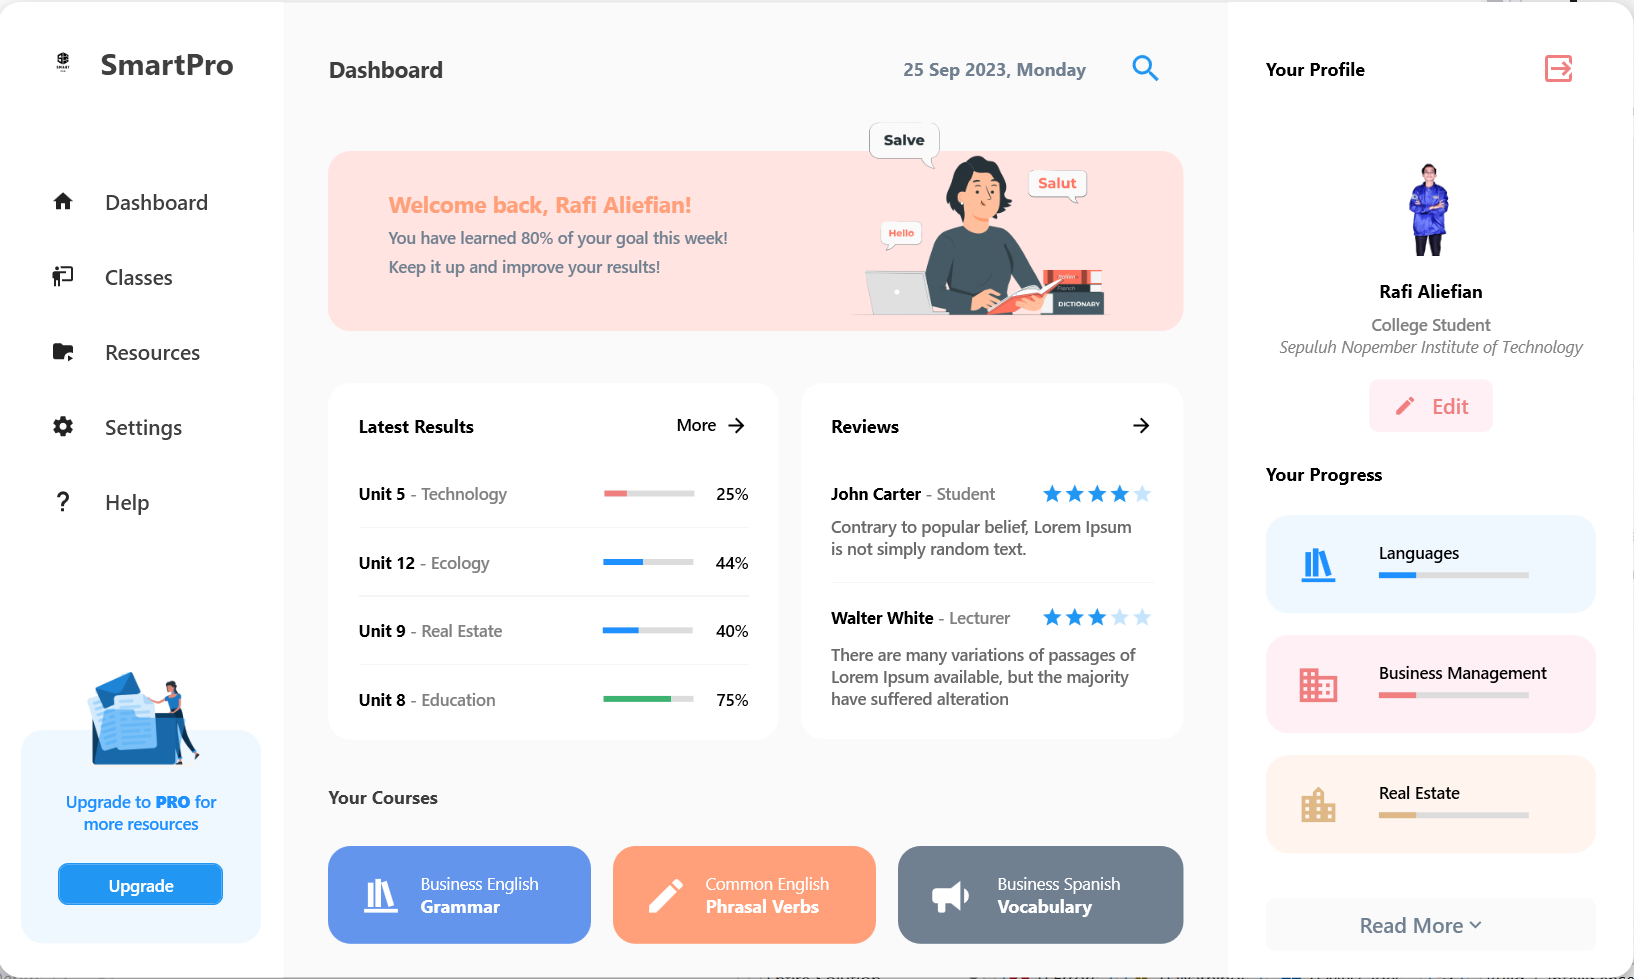 SmartPro
Dashboard
Classes
Resources
Settings
Help
Upgrade to PRO for
more resources
Upgrade
Dashboard
25 Sep 2023, Monday
Welcome back, Rafi Aliefian!
You have learned 80% of your goal this week!
Keep it up and improve your results!
Salve
Salut
Hello
Italian
French
DICTIONARY
Latest Results
More
Unit 5 - Technology
25%
Unit 12 - Ecology
44%
Unit 9 - Real Estate
40%
Unit 8 - Education
75%
Reviews
John Carter - Student
Contrary to popular belief, Lorem Ipsum
is not simply random text.
Walter White - Lecturer
There are many variations of passages of
Lorem Ipsum available, but the majority
have suffered alteration
Your Courses
Business English
Grammar
Common English
Phrasal Verbs
Business Spanish
Vocabulary
Your Profile
Rafi Aliefian
College Student
Sepuluh Nopember Institute of Technology
Edit
Your Progress
Languages
Business Management
Real Estate
Read More